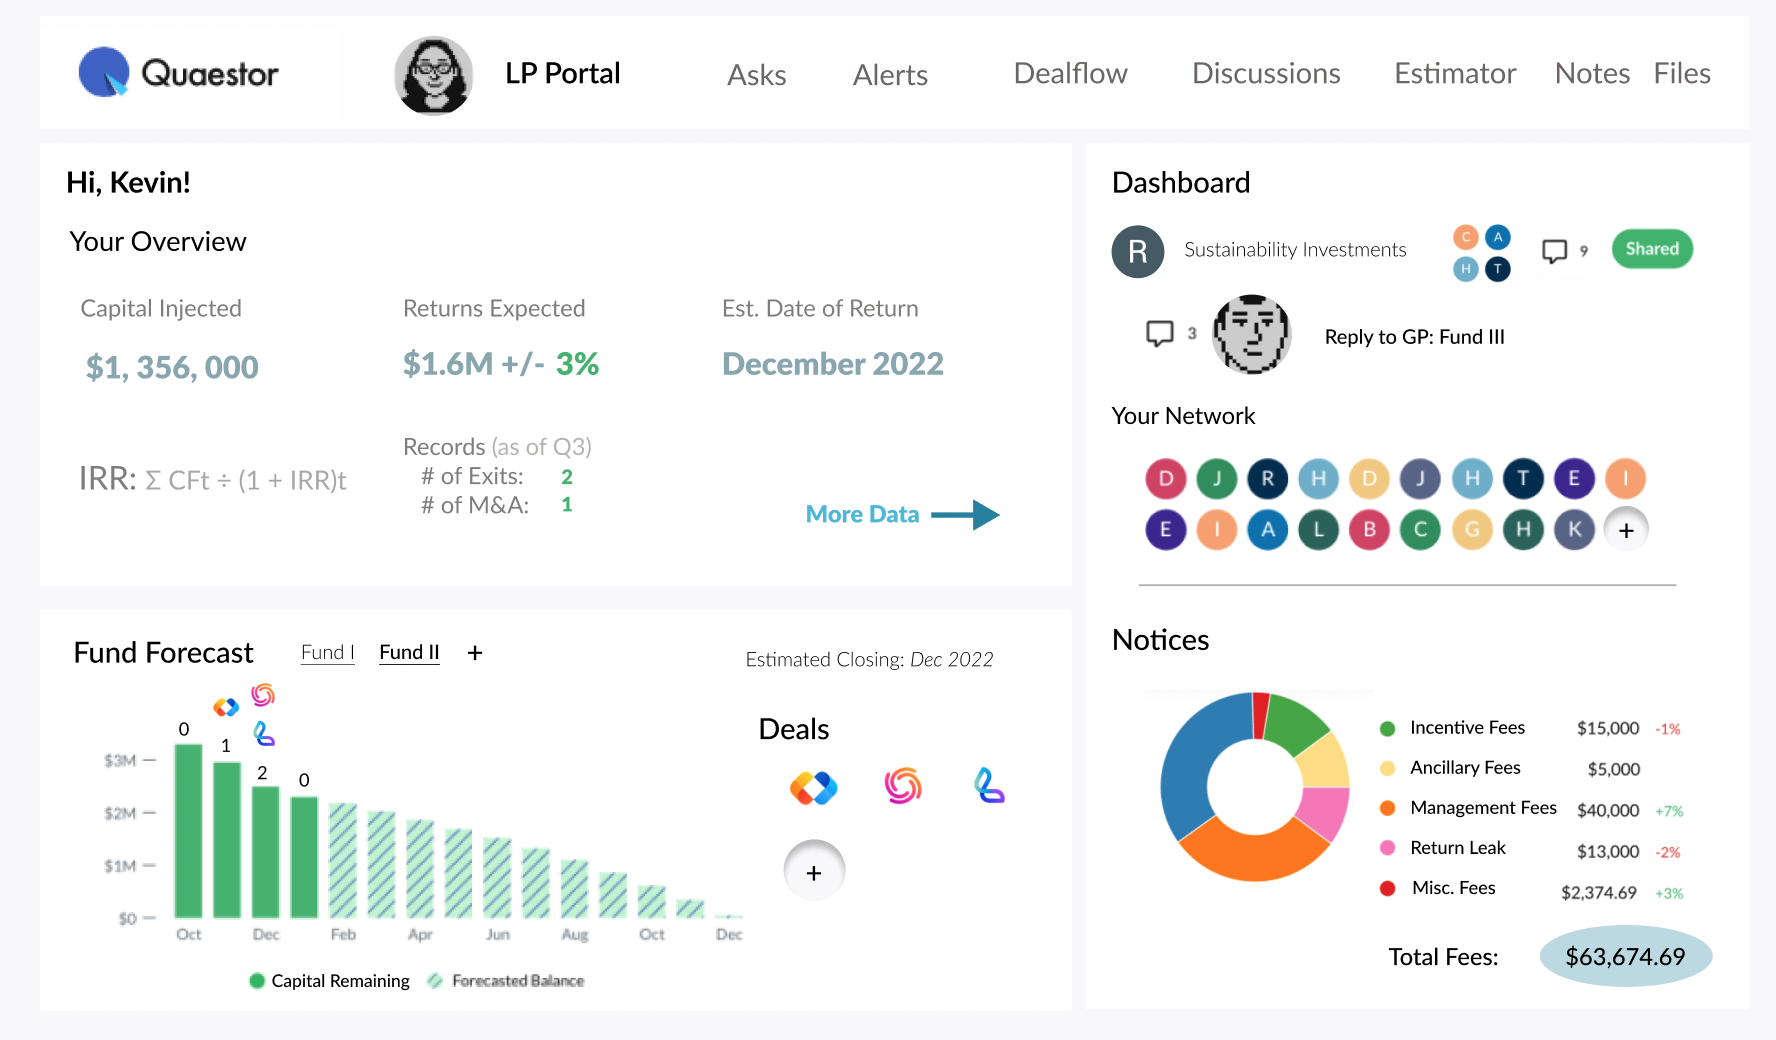 Quaestor
LP Portal
Asks
Alerts
Dealflow
Discussions
Estimator
Notes
Files
Hi, Kevin!
Your Overview
Capital Injected
$1, 356, 000
Returns Expected
$1.6M +/- 3%
Est. Date of Return
December 2022
IRR: Σ CFt ÷ (1 + IRR)t
Records (as of Q3)
# of Exits: 2
# of M&A: 1
More Data
Fund Forecast
Fund I
Fund II
+
Estimated Closing: Dec 2022
0
1
2
0
$3M
$2M
$1M
$0
Oct
Dec
Feb
Apr
Jun
Aug
Oct
Dec
Capital Remaining
Forecasted Balance
Deals
+
Dashboard
R
Sustainability Investments
C A
H T
9
Shared
3
Reply to GP: Fund III
Your Network
D J R H D J H T E I
E I A L B C G H K +
Notices
Incentive Fees $15,000 -1%
Ancillary Fees $5,000
Management Fees $40,000 +7%
Return Leak $13,000 -2%
Misc. Fees $2,374.69 +3%
Total Fees: $63,674.69